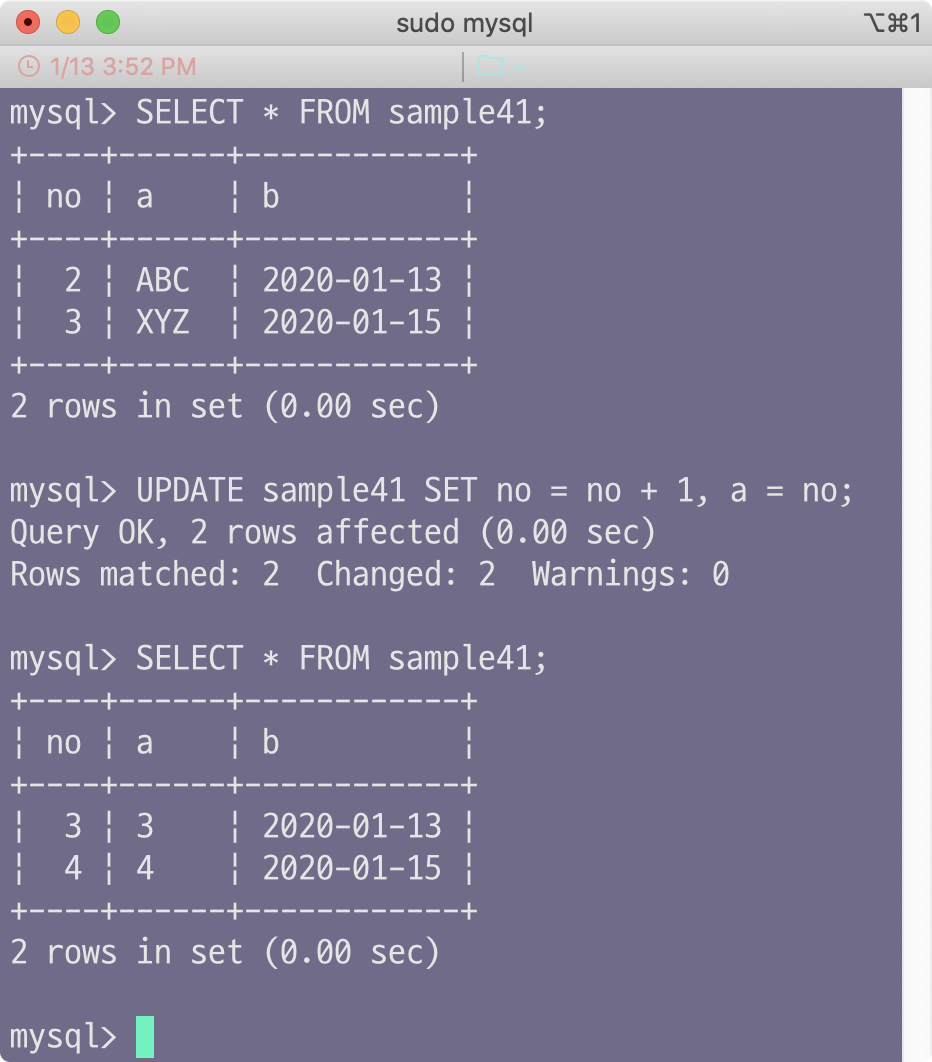 sudo mysql
⌥⌘1
1/13 3:52 PM
~
mysql> SELECT * FROM sample41;
+----+------+------------+
¦ no ¦ a    ¦ b          ¦
+----+------+------------+
¦  2 ¦ ABC  ¦ 2020-01-13 ¦
¦  3 ¦ XYZ  ¦ 2020-01-15 ¦
+----+------+------------+
2 rows in set (0.00 sec)

mysql> UPDATE sample41 SET no = no + 1, a = no;
Query OK, 2 rows affected (0.00 sec)
Rows matched: 2  Changed: 2  Warnings: 0

mysql> SELECT * FROM sample41;
+----+------+------------+
¦ no ¦ a    ¦ b          ¦
+----+------+------------+
¦  3 ¦ 3    ¦ 2020-01-13 ¦
¦  4 ¦ 4    ¦ 2020-01-15 ¦
+----+------+------------+
2 rows in set (0.00 sec)

mysql>